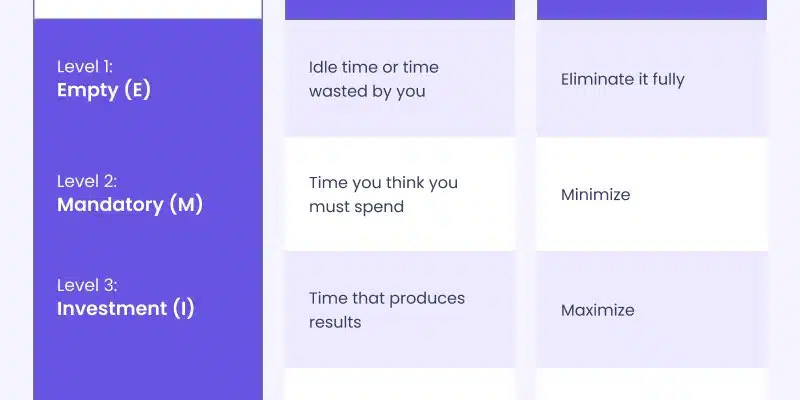 Level 1:
Empty (E)
Idle time or time
wasted by you
Eliminate it fully
Level 2:
Mandatory (M)
Time you think you
must spend
Minimize
Level 3:
Investment (I)
Time that produces
results
Maximize